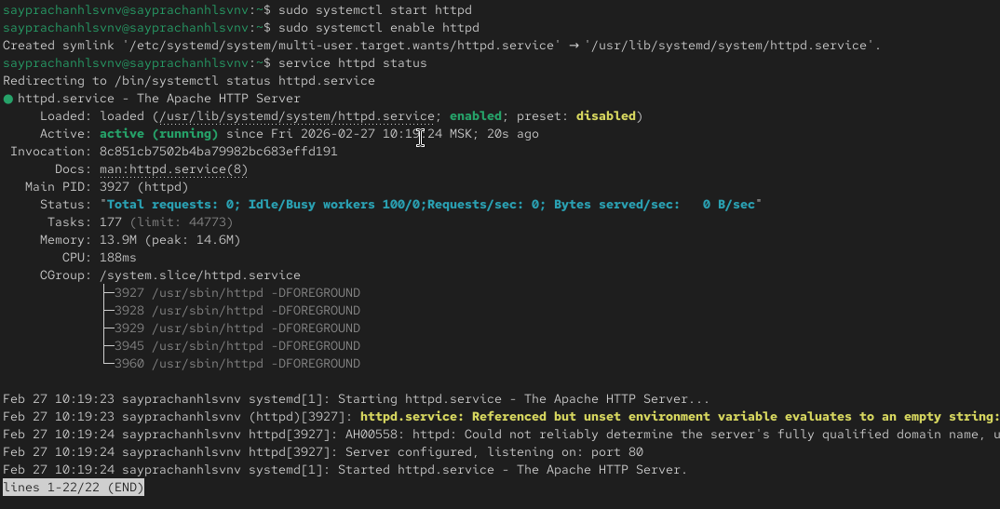 sayprachanhlsvnv@sayprachanhlsvnv:~$ sudo systemctl start httpd
sayprachanhlsvnv@sayprachanhlsvnv:~$ sudo systemctl enable httpd
Created symlink '/etc/systemd/system/multi-user.target.wants/httpd.service' → '/usr/lib/systemd/system/httpd.service'.
sayprachanhlsvnv@sayprachanhlsvnv:~$ service httpd status
Redirecting to /bin/systemctl status httpd.service
● httpd.service - The Apache HTTP Server
     Loaded: loaded (/usr/lib/systemd/system/httpd.service; enabled; preset: disabled)
     Active: active (running) since Fri 2026-02-27 10:19:24 MSK; 20s ago
 Invocation: 8c851cb7502b4ba79982bc683effd191
       Docs: man:httpd.service(8)
   Main PID: 3927 (httpd)
     Status: "Total requests: 0; Idle/Busy workers 100/0;Requests/sec: 0; Bytes served/sec:   0 B/sec"
      Tasks: 177 (limit: 44773)
     Memory: 13.9M (peak: 14.6M)
        CPU: 188ms
     CGroup: /system.slice/httpd.service
             ├─3927 /usr/sbin/httpd -DFOREGROUND
             ├─3928 /usr/sbin/httpd -DFOREGROUND
             ├─3929 /usr/sbin/httpd -DFOREGROUND
             ├─3945 /usr/sbin/httpd -DFOREGROUND
             └─3960 /usr/sbin/httpd -DFOREGROUND
Feb 27 10:19:23 sayprachanhlsvnv systemd[1]: Starting httpd.service - The Apache HTTP Server...
Feb 27 10:19:23 sayprachanhlsvnv (httpd)[3927]: httpd.service: Referenced but unset environment variable evaluates to an empty string:
Feb 27 10:19:24 sayprachanhlsvnv httpd[3927]: AH00558: httpd: Could not reliably determine the server's fully qualified domain name, u
Feb 27 10:19:24 sayprachanhlsvnv httpd[3927]: Server configured, listening on: port 80
Feb 27 10:19:24 sayprachanhlsvnv systemd[1]: Started httpd.service - The Apache HTTP Server.
lines 1-22/22 (END)